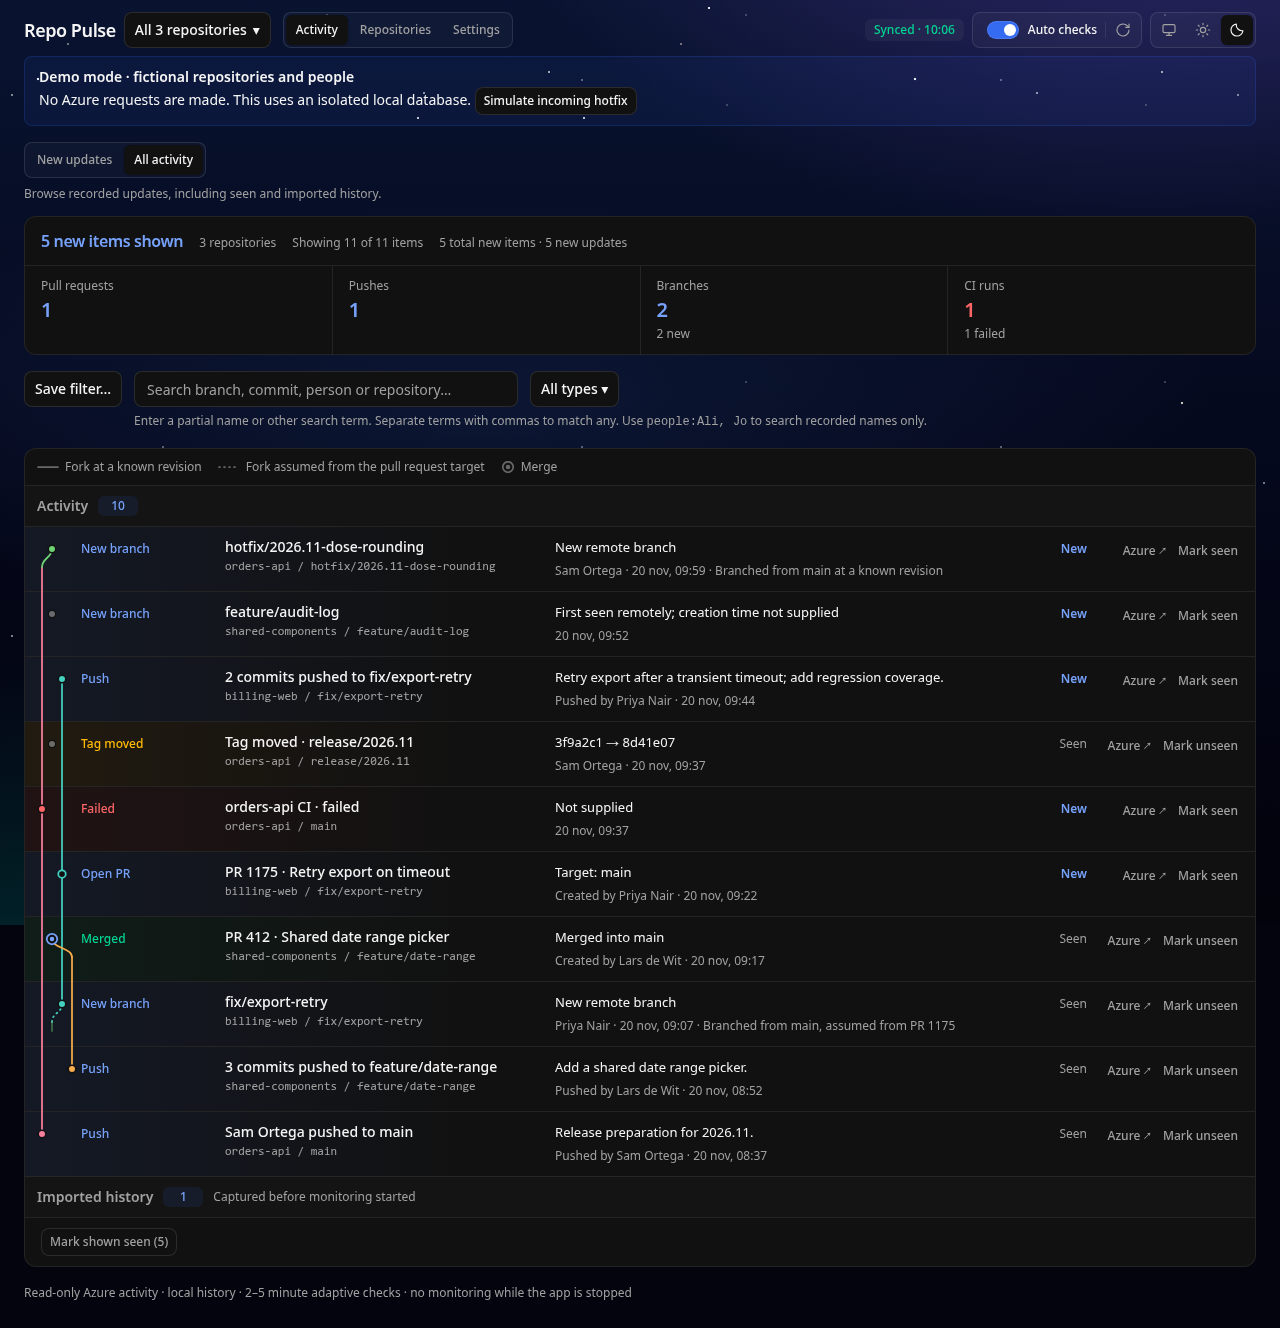 Repo Pulse All 3 repositories ▾ Activity Repositories Settings Synced · 10:06 Auto checks
Demo mode · fictional repositories and people
No Azure requests are made. This uses an isolated local database. Simulate incoming hotfix
New updates All activity
Browse recorded updates, including seen and imported history.
5 new items shown 3 repositories Showing 11 of 11 items 5 total new items · 5 new updates
Pull requests Pushes Branches CI runs
1 1 2 1
2 new 1 failed
Save filter... Search branch, commit, person or repository... All types ▾
Enter a partial name or other search term. Separate terms with commas to match any. Use people:Ali, Jo to search recorded names only.
Fork at a known revision Fork assumed from the pull request target Merge
Activity 10
New branch hotfix/2026.11-dose-rounding New remote branch New Azure ↗ Mark seen
orders-api / hotfix/2026.11-dose-rounding Sam Ortega · 20 nov, 09:59 · Branched from main at a known revision
New branch feature/audit-log First seen remotely; creation time not supplied New Azure ↗ Mark seen
shared-components / feature/audit-log 20 nov, 09:52
Push 2 commits pushed to fix/export-retry Retry export after a transient timeout; add regression coverage. New Azure ↗ Mark seen
billing-web / fix/export-retry Pushed by Priya Nair · 20 nov, 09:44
Tag moved Tag moved · release/2026.11 3f9a2c1 → 8d41e07 Seen Azure ↗ Mark unseen
orders-api / release/2026.11 Sam Ortega · 20 nov, 09:37
Failed orders-api CI · failed Not supplied New Azure ↗ Mark seen
orders-api / main 20 nov, 09:37
Open PR PR 1175 · Retry export on timeout Target: main New Azure ↗ Mark seen
billing-web / fix/export-retry Created by Priya Nair · 20 nov, 09:22
Merged PR 412 · Shared date range picker Merged into main Seen Azure ↗ Mark unseen
shared-components / feature/date-range Created by Lars de Wit · 20 nov, 09:17
New branch fix/export-retry New remote branch Seen Azure ↗ Mark unseen
billing-web / fix/export-retry Priya Nair · 20 nov, 09:07 · Branched from main, assumed from PR 1175
Push 3 commits pushed to feature/date-range Add a shared date range picker. Seen Azure ↗ Mark unseen
shared-components / feature/date-range Pushed by Lars de Wit · 20 nov, 08:52
Push Sam Ortega pushed to main Release preparation for 2026.11. Seen Azure ↗ Mark unseen
orders-api / main Pushed by Sam Ortega · 20 nov, 08:37
Imported history 1 Captured before monitoring started
Mark shown seen (5)
Read-only Azure activity · local history · 2–5 minute adaptive checks · no monitoring while the app is stopped